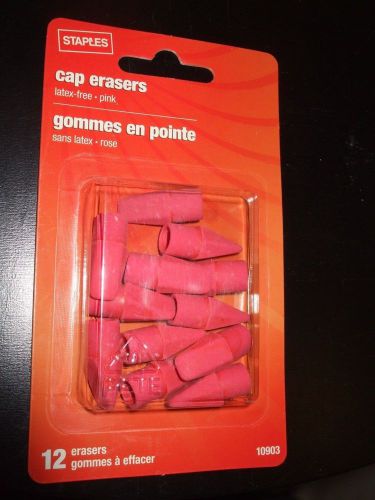 STAPLES
cap erasers
latex-free - pink
gommes en pointe
sans latex - rose
12 erasers
gommes à effacer
10903